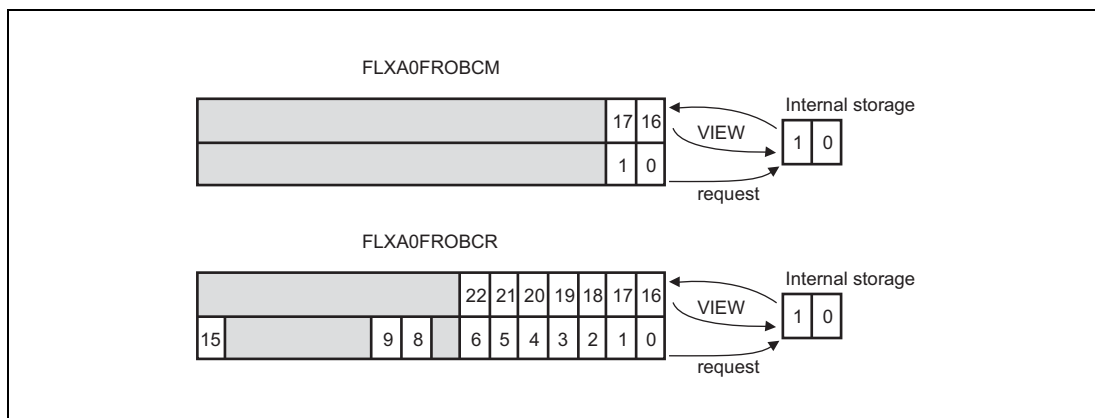 FLXA0FROBCM
Internal storage
17 16
VIEW
1 0
1 0
request
FLXA0FROBCR
Internal storage
22 21 20 19 18 17 16
VIEW
1 0
15 9 8 6 5 4 3 2 1 0
request